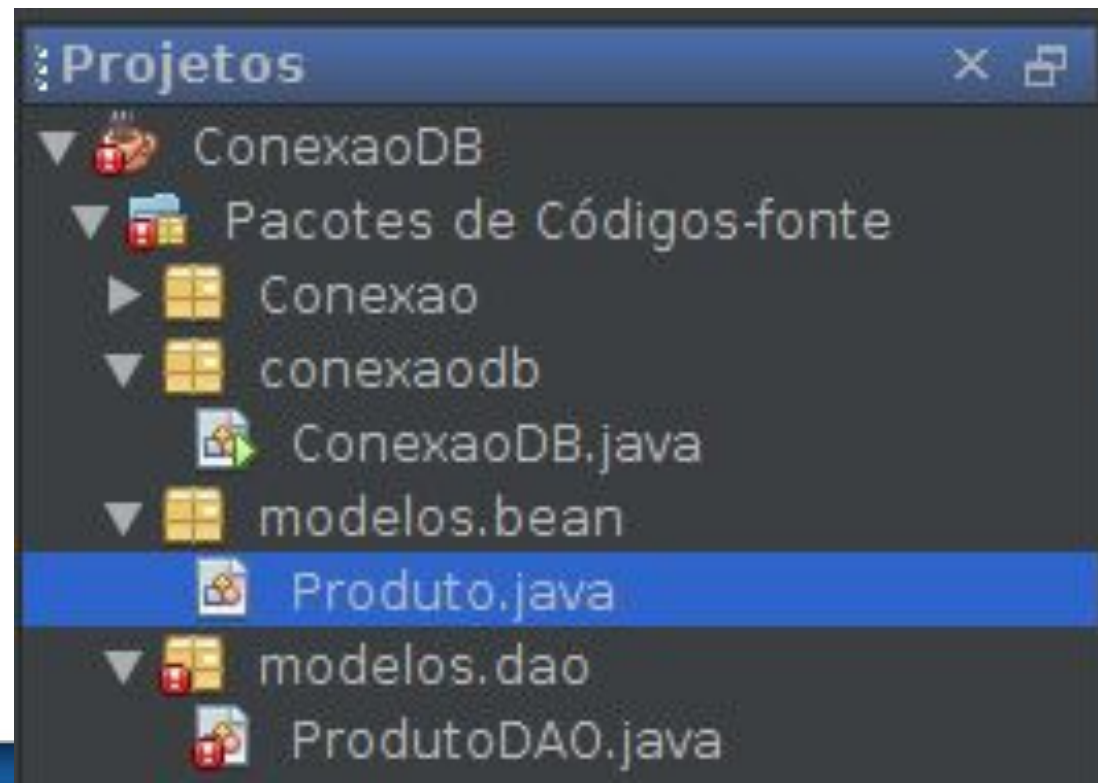 Projetos
ConexaoDB
Pacotes de Códigos-fonte
Conexao
conexaodb
ConexaoDB.java
modelos.bean
Produto.java
modelos.dao
ProdutoDAO.java